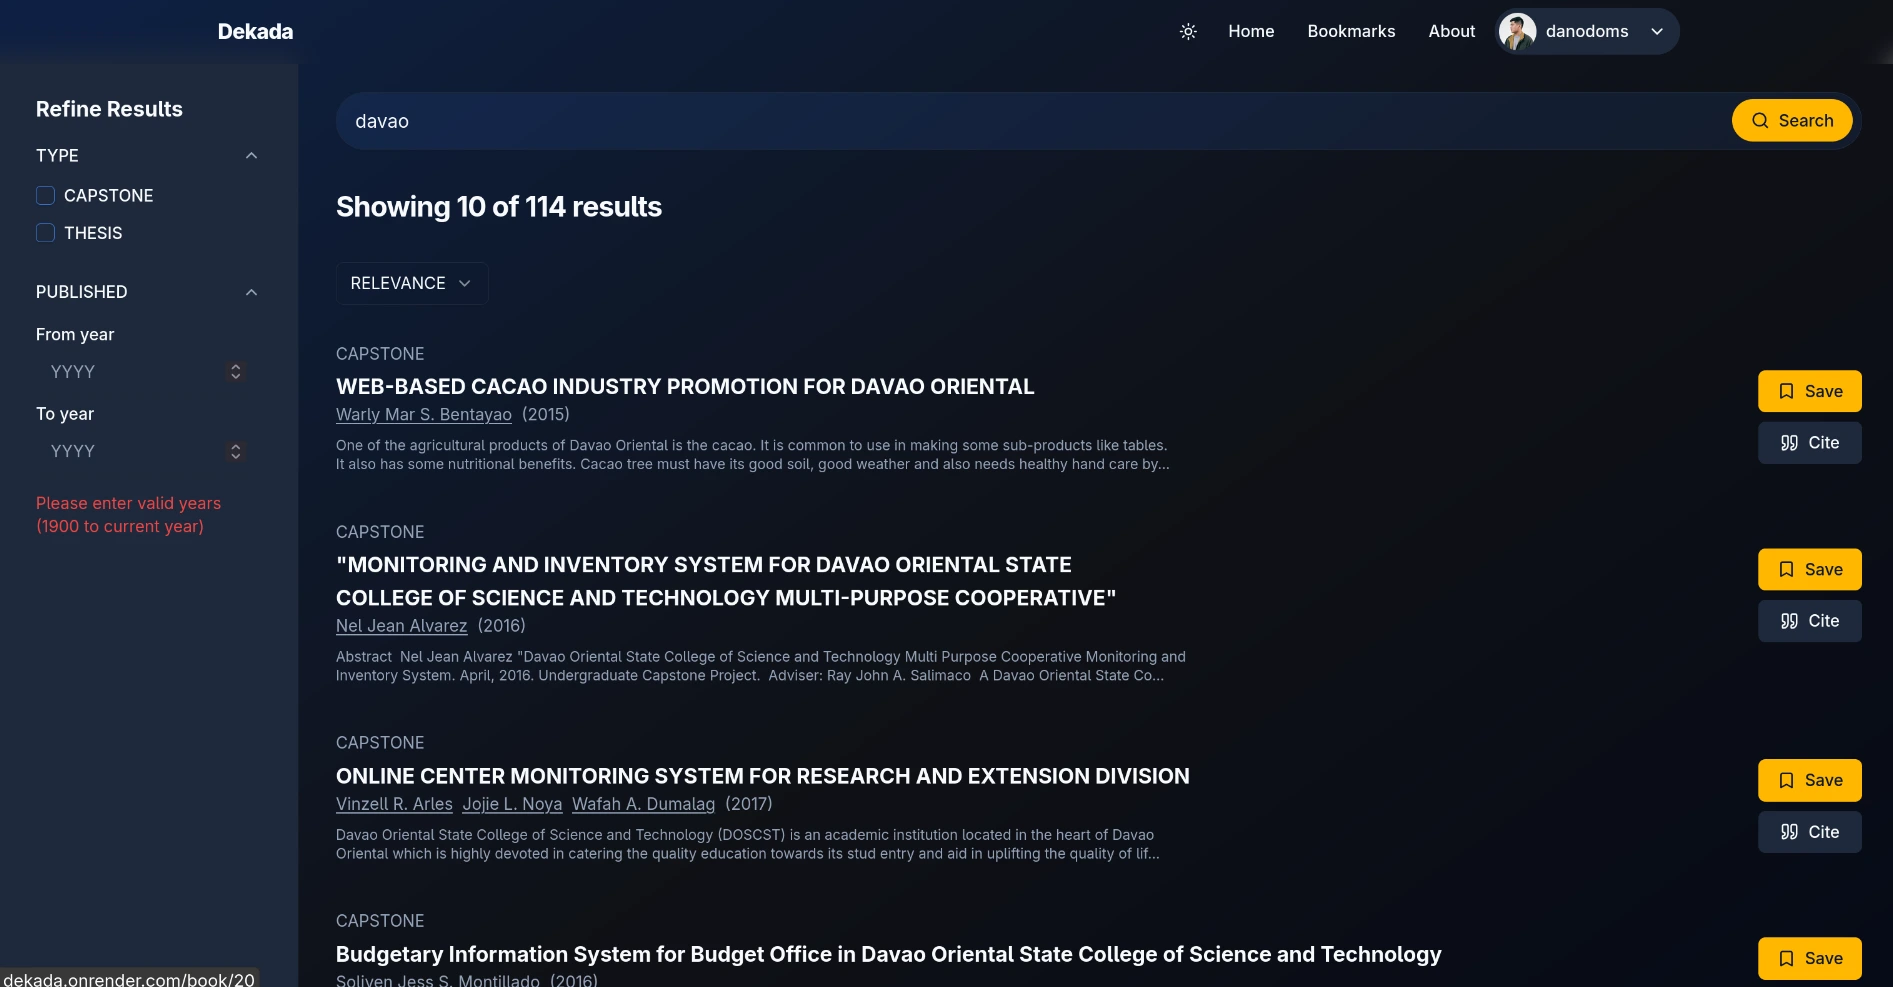 Dekada
Home
Bookmarks
About
danodoms
Refine Results
TYPE
CAPSTONE
THESIS
PUBLISHED
From year
YYYY
To year
YYYY
Please enter valid years
(1900 to current year)
davao
Search
Showing 10 of 114 results
RELEVANCE
CAPSTONE
WEB-BASED CACAO INDUSTRY PROMOTION FOR DAVAO ORIENTAL
Warly Mar S. Bentayao (2015)
One of the agricultural products of Davao Oriental is the cacao. It is common to use in making some sub-products like tables.
It also has some nutritional benefits. Cacao tree must have its good soil, good weather and also needs healthy hand care by...
Save
Cite
CAPSTONE
"MONITORING AND INVENTORY SYSTEM FOR DAVAO ORIENTAL STATE
COLLEGE OF SCIENCE AND TECHNOLOGY MULTI-PURPOSE COOPERATIVE"
Nel Jean Alvarez (2016)
Abstract Nel Jean Alvarez "Davao Oriental State College of Science and Technology Multi Purpose Cooperative Monitoring and
Inventory System. April, 2016. Undergraduate Capstone Project. Adviser: Ray John A. Salimaco A Davao Oriental State Co...
Save
Cite
CAPSTONE
ONLINE CENTER MONITORING SYSTEM FOR RESEARCH AND EXTENSION DIVISION
Vinzell R. Arles Jojie L. Noya Wafah A. Dumalag (2017)
Davao Oriental State College of Science and Technology (DOSCST) is an academic institution located in the heart of Davao
Oriental which is highly devoted in catering the quality education towards its stud entry and aid in uplifting the quality of lif...
Save
Cite
CAPSTONE
Budgetary Information System for Budget Office in Davao Oriental State College of Science and Technology
Soliven Jess S. Montillado (2016)
Save
dekada.onrender.com/book/20